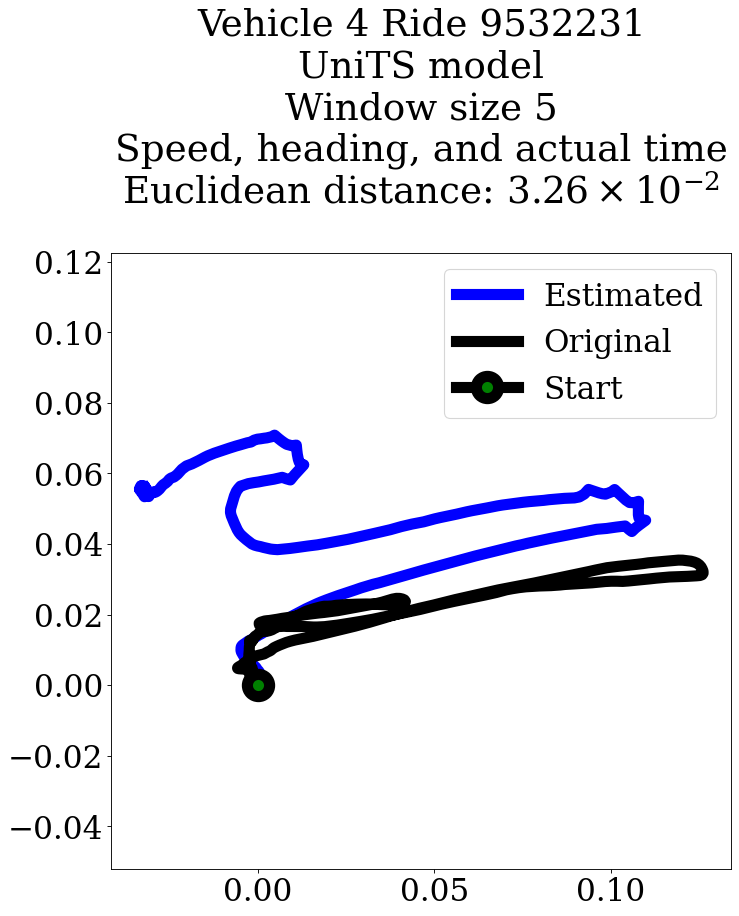 Vehicle 4 Ride 9532231
UniTS model
Window size 5
Speed, heading, and actual time
Euclidean distance: 3.26 × 10⁻²
Estimated
Original
Start
0.12
0.10
0.08
0.06
0.04
0.02
0.00
−0.02
−0.04
0.00 0.05 0.10